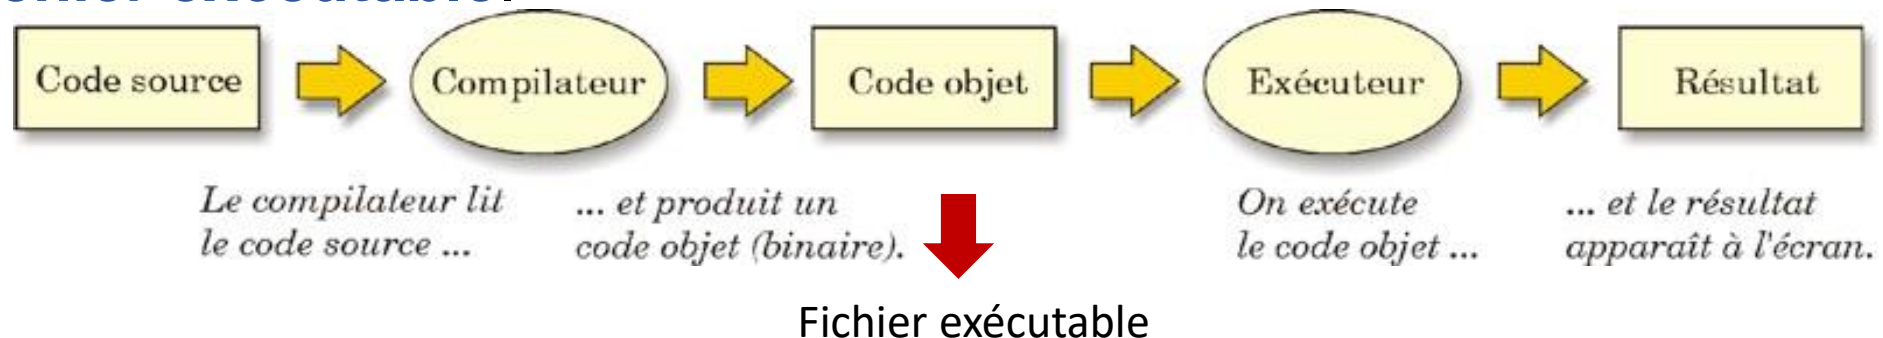 Code source
Compilateur
Code objet
Exécuteur
Résultat
Le compilateur lit
le code source ...
... et produit un
code objet (binaire).
On exécute
le code objet ...
... et le résultat
apparaît à l'écran.
Fichier exécutable